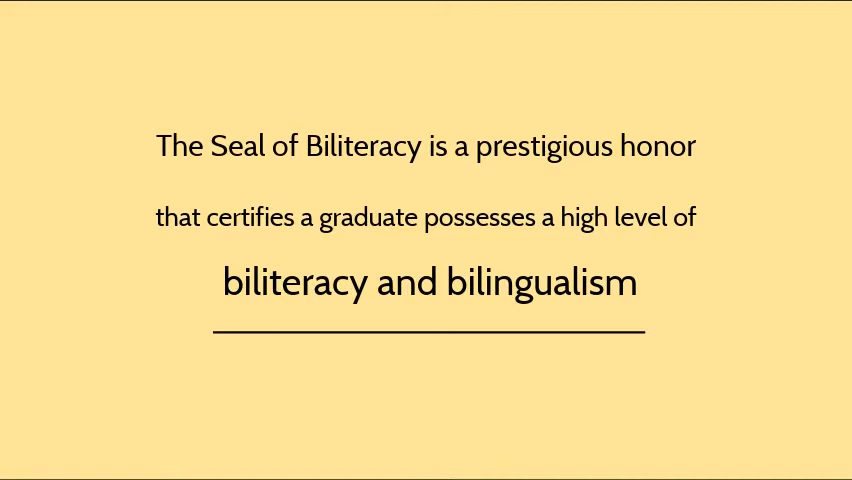 The Seal of Biliteracy is a prestigious honor
that certifies a graduate possesses a high level of
biliteracy and bilingualism